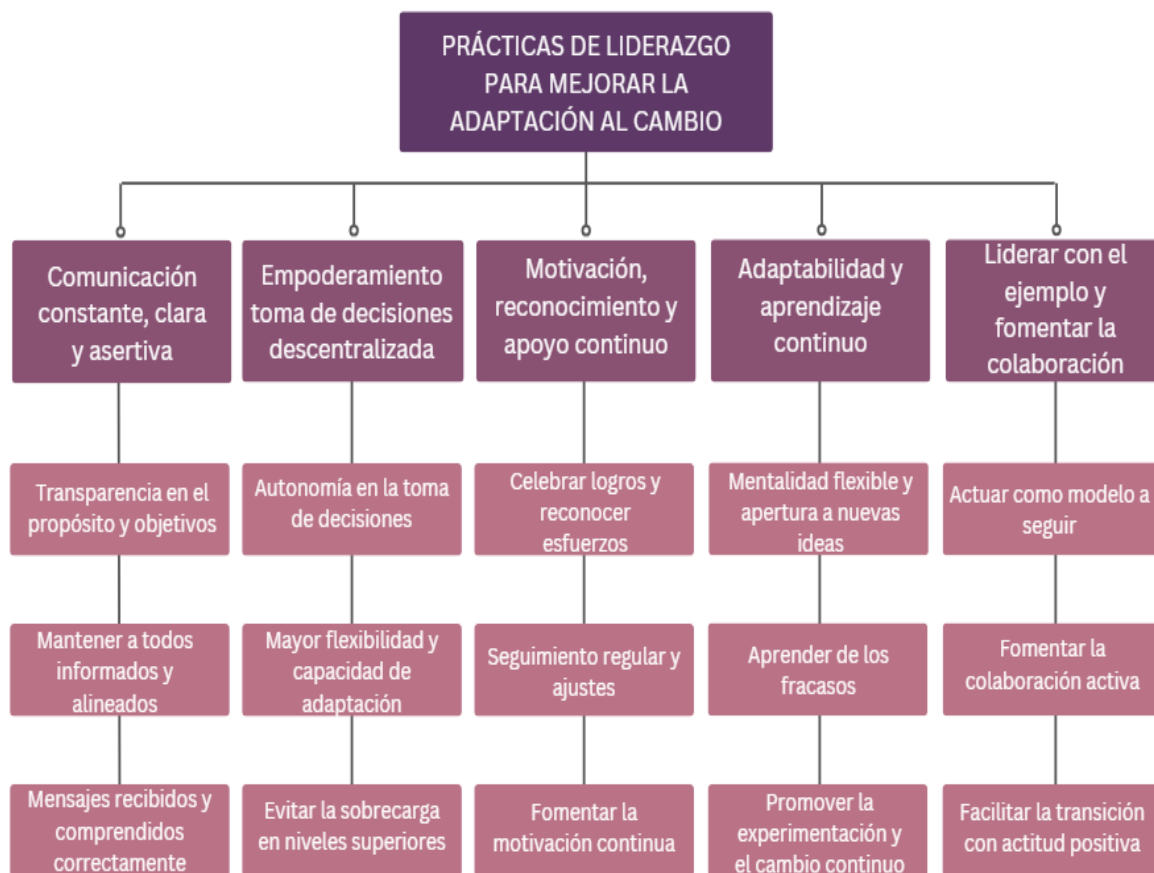 PRÁCTICAS DE LIDERAZGO
PARA MEJORAR LA
ADAPTACIÓN AL CAMBIO
Comunicación
constante, clara
y asertiva
Empoderamiento
toma de decisiones
descentralizada
Motivación,
reconocimiento y
apoyo continuo
Adaptabilidad y
aprendizaje
continuo
Liderar con el
ejemplo y
fomentar la
colaboración
Transparencia en el
propósito y objetivos
Autonomía en la toma
de decisiones
Celebrar logros y
reconocer
esfuerzos
Mentalidad flexible y
apertura a nuevas
ideas
Actuar como modelo a
seguir
Mantener a todos
informados y
alineados
Mayor flexibilidad y
capacidad de
adaptación
Seguimiento regular y
ajustes
Aprender de los
fracasos
Fomentar la
colaboración activa
Mensajes recibidos y
comprendidos
correctamente
Evitar la sobrecarga
en niveles superiores
Fomentar la
motivación continua
Promover la
experimentación y
el cambio continuo
Facilitar la transición
con actitud positiva